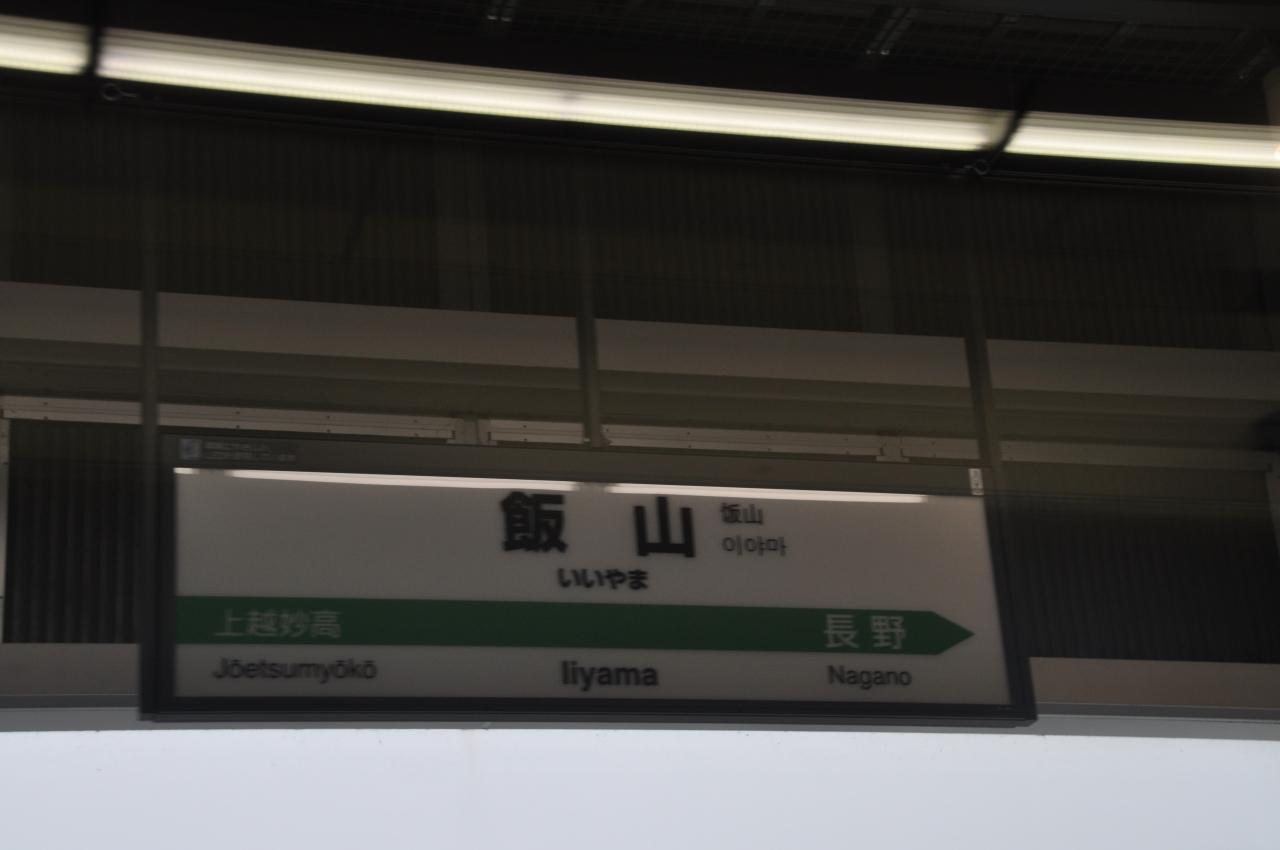 飯山
饭山
이야마
いいやま
上越妙高 長野
Jōetsumyōkō Iiyama Nagano